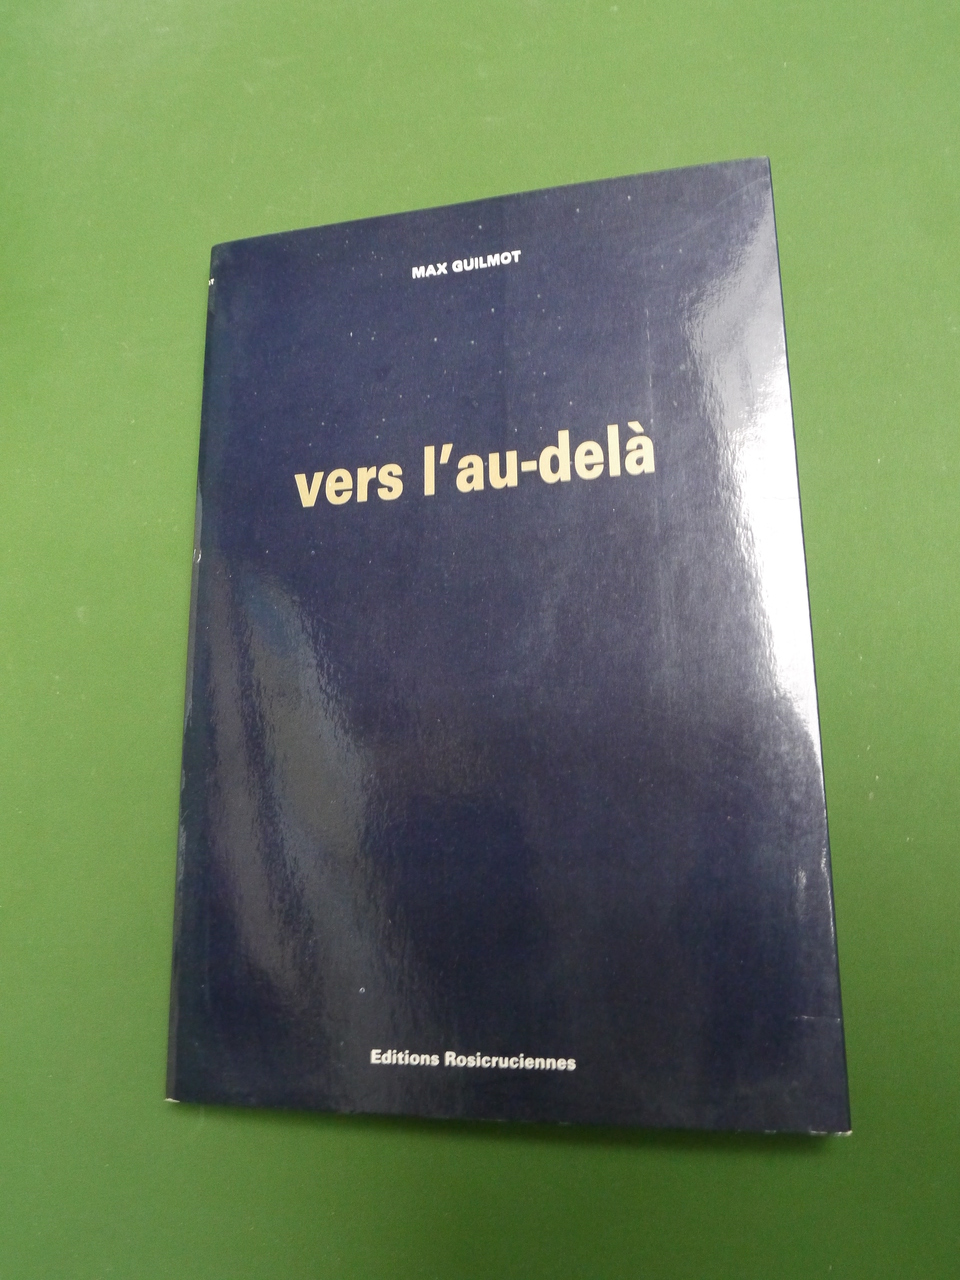 MAX GUILMOT
vers l'au-delà
Editions Rosicruciennes